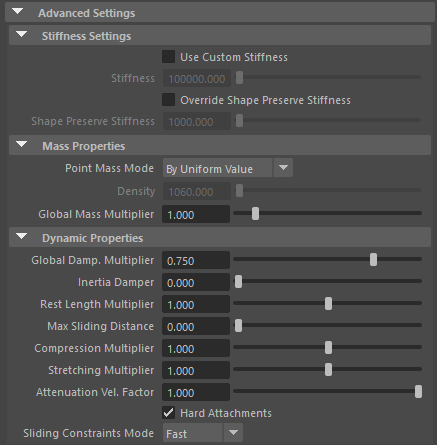 Advanced Settings
Stiffness Settings
Use Custom Stiffness
Stiffness 100000.000
Override Shape Preserve Stiffness
Shape Preserve Stiffness 1000.000
Mass Properties
Point Mass Mode By Uniform Value
Density 1060.000
Global Mass Multiplier 1.000
Dynamic Properties
Global Damp. Multiplier 0.750
Inertia Damper 0.000
Rest Length Multiplier 1.000
Max Sliding Distance 0.000
Compression Multiplier 1.000
Stretching Multiplier 1.000
Attenuation Vel. Factor 1.000
Hard Attachments
Sliding Constraints Mode Fast